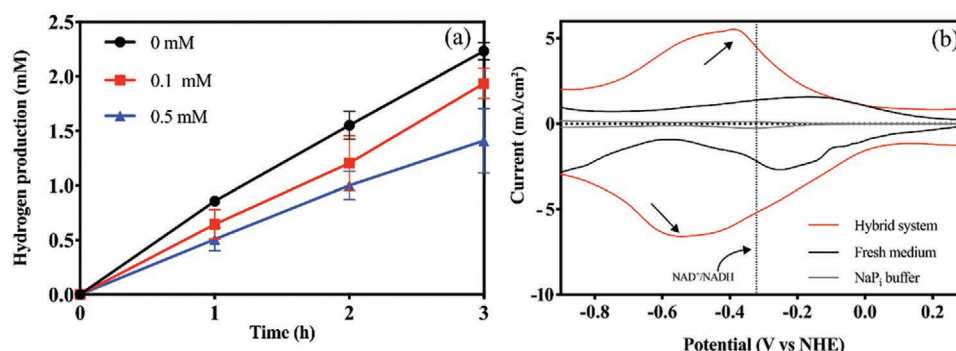 (a)
Hydrogen production (mM)
2.5
2.0
1.5
1.0
0.5
0.0
0 mM
0.1 mM
0.5 mM
0
1
2
3
Time (h)
(b)
Current (mA/cm²)
5
0
-5
-10
NAD⁺/NADH
Hybrid system
Fresh medium
NaPᵢ buffer
-0.8
-0.6
-0.4
-0.2
0.0
0.2
Potential (V vs NHE)